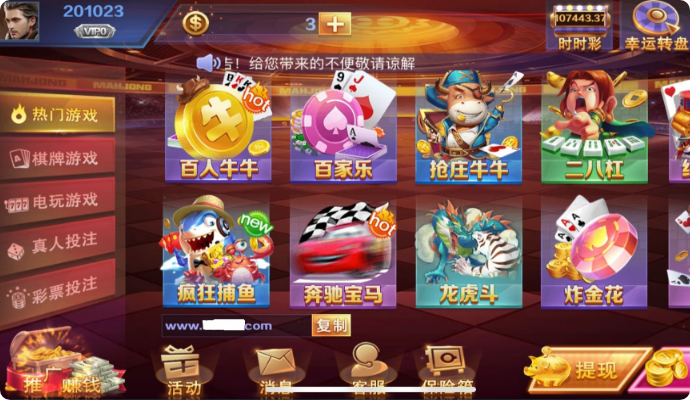 201023
VIP0
3
107443.37
时时彩
幸运转盘
告！给您带来的不便敬请谅解
MAHJONG
热门游戏
棋牌游戏
电玩游戏
真人投注
彩票投注
hot
百人牛牛
百家乐
抢庄牛牛
二八杠
new
hot
疯狂捕鱼
奔驰宝马
龙虎斗
炸金花
www.
.com
复制
推广赚钱
活动
消息
客服
保险箱
提现